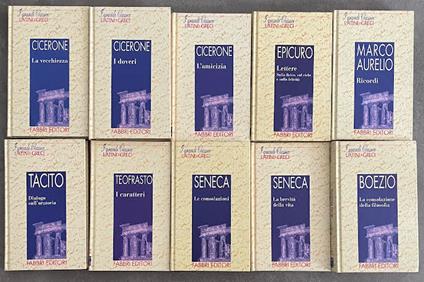 I grandi Classici
LATINI e GRECI
CICERONE
La vecchiezza
FABBRI EDITORI
I grandi Classici
LATINI e GRECI
CICERONE
I doveri
FABBRI EDITORI
I grandi Classici
LATINI e GRECI
CICERONE
L'amicizia
FABBRI EDITORI
I grandi Classici
LATINI e GRECI
EPICURO
Lettere
Sulla fisica, sul cielo
e sulla felicità
FABBRI EDITORI
I grandi Classici
LATINI e GRECI
MARCO
AURELIO
Ricordi
FABBRI EDITORI
I grandi Classici
LATINI e GRECI
TACITO
Dialogo
sull'oratoria
FABBRI EDITORI
I grandi Classici
LATINI e GRECI
TEOFRASTO
I caratteri
FABBRI EDITORI
I grandi Classici
LATINI e GRECI
SENECA
Le consolazioni
FABBRI EDITORI
I grandi Classici
LATINI e GRECI
SENECA
La brevità
della vita
FABBRI EDITORI
I grandi Classici
LATINI e GRECI
BOEZIO
La consolazione
della filosofia
FABBRI EDITORI